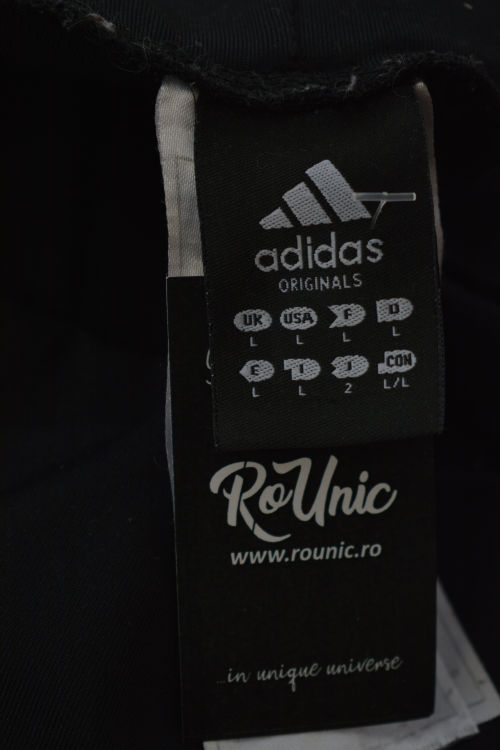 adidas
ORIGINALS
UK USA F D
L L L L
E I J CON
L L 2 L/L
RoUnic
www.rounic.ro
...in unique universe